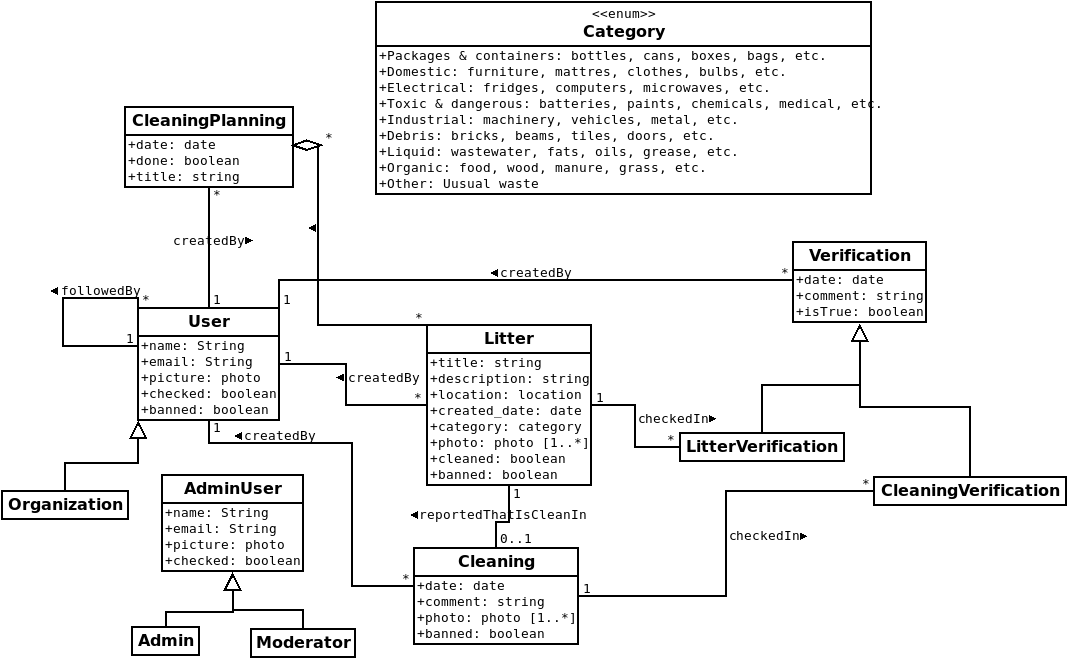 <<enum>>
Category
+Packages & containers: bottles, cans, boxes, bags, etc.
+Domestic: furniture, mattres, clothes, bulbs, etc.
+Electrical: fridges, computers, microwaves, etc.
+Toxic & dangerous: batteries, paints, chemicals, medical, etc.
+Industrial: machinery, vehicles, metal, etc.
+Debris: bricks, beams, tiles, doors, etc.
+Liquid: wastewater, fats, oils, grease, etc.
+Organic: food, wood, manure, grass, etc.
+Other: Uusual waste
CleaningPlanning
+date: date
+done: boolean
+title: string
*
*
createdBy
1
*
Verification
+date: date
+comment: string
+isTrue: boolean
*
createdBy
1
followedBy
*
1
User
+name: String
+email: String
+picture: photo
+checked: boolean
+banned: boolean
1
createdBy
*
Litter
+title: string
+description: string
+location: location
+created_date: date
+category: category
+photo: photo [1..*]
+cleaned: boolean
+banned: boolean
1
checkedIn
*
LitterVerification
1
createdBy
*
Organization
AdminUser
+name: String
+email: String
+picture: photo
+checked: boolean
Admin
Moderator
1
reportedThatIsCleanIn
0..1
Cleaning
+date: date
+comment: string
+photo: photo [1..*]
+banned: boolean
1
checkedIn
*
CleaningVerification